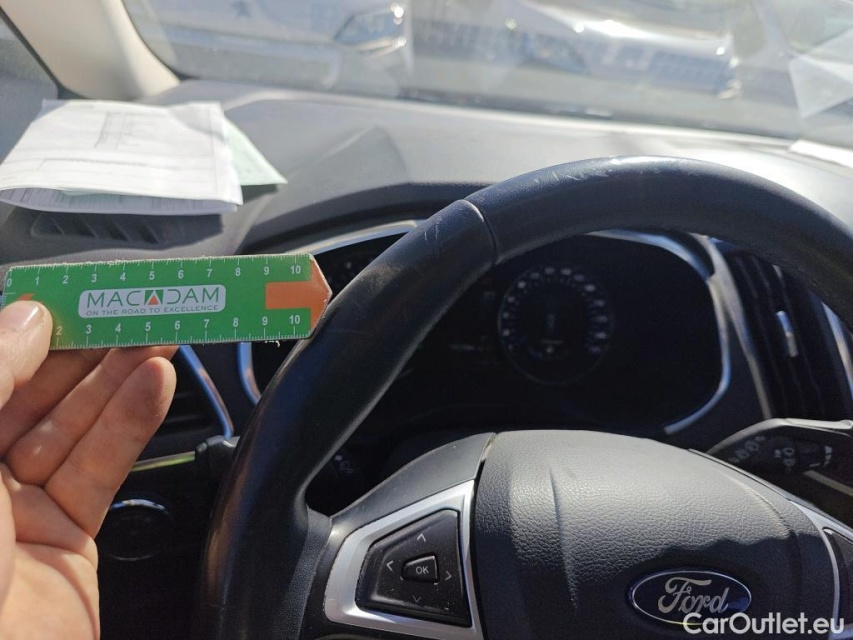 0 1 2 3 4 5 6 7 8 9 10
MACADAM
ON THE ROAD TO EXCELLENCE
2 3 4 5 6 7 8 9 10
OK
Ford
CarOutlet.eu